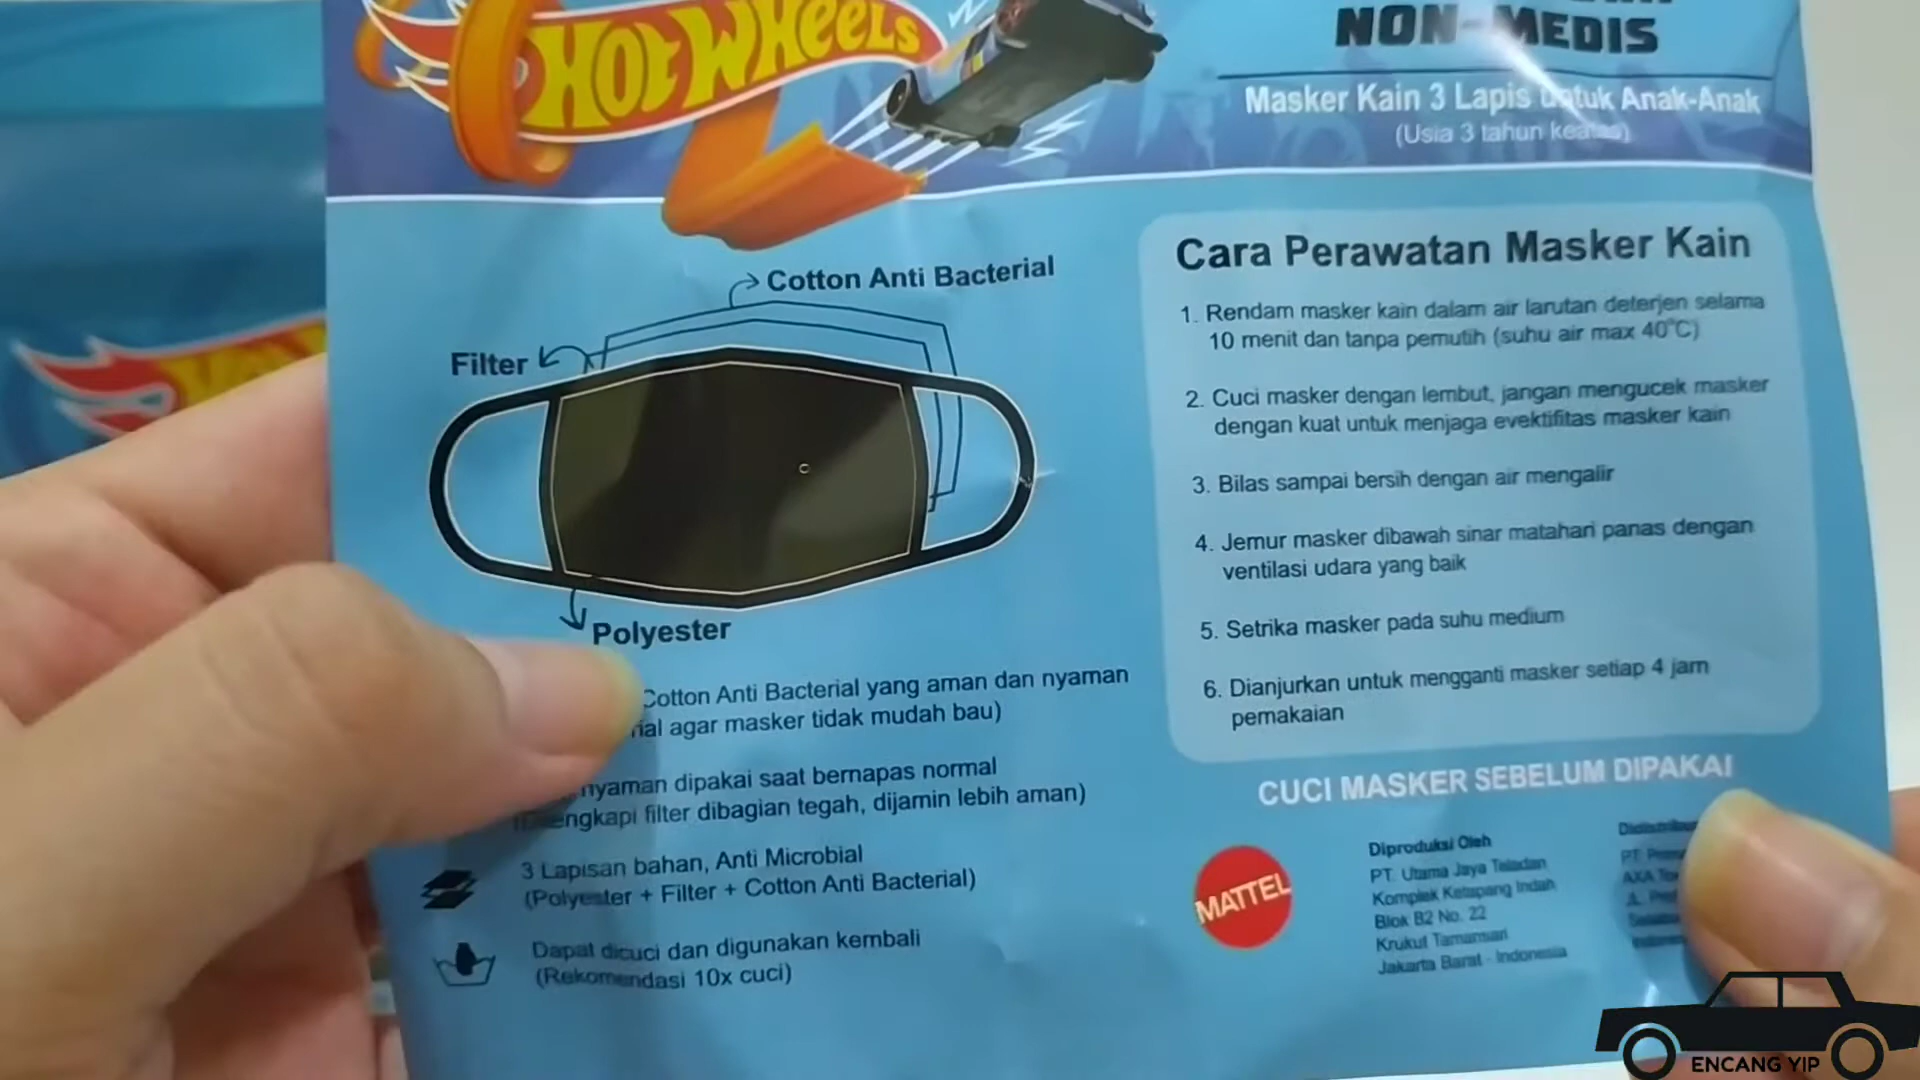 HOT WHEELS
NON-MEDIS
Masker Kain 3 Lapis untuk Anak-Anak
(Usia 3 tahun keatas)
Cotton Anti Bacterial
Filter
Polyester
Cotton Anti Bacterial yang aman dan nyaman
agar masker tidak mudah bau)
nyaman dipakai saat bernapas normal
filter dibagian tegah, dijamin lebih aman)
3 Lapisan bahan, Anti Microbial
(Polyester + Filter + Cotton Anti Bacterial)
Dapat dicuci dan digunakan kembali
(Rekomendasi 10x cuci)
Cara Perawatan Masker Kain
1. Rendam masker kain dalam air larutan deterjen selama
10 menit dan tanpa pemutih (suhu air max 40°C)
2. Cuci masker dengan lembut, jangan mengucek masker
dengan kuat untuk menjaga evektifitas masker kain
3. Bilas sampai bersih dengan air mengalir
4. Jemur masker dibawah sinar matahari panas dengan
ventilasi udara yang baik
5. Setrika masker pada suhu medium
6. Dianjurkan untuk mengganti masker setiap 4 jam
pemakaian
CUCI MASKER SEBELUM DIPAKAI
MATTEL
Diproduksi Oleh
PT. Utama Jaya Teladan
Komplek Ketapang Indah
Blok B2 No. 22
Krukut Tamansari
Jakarta Barat - Indonesia
PT.
AXA
ENCANG YIP